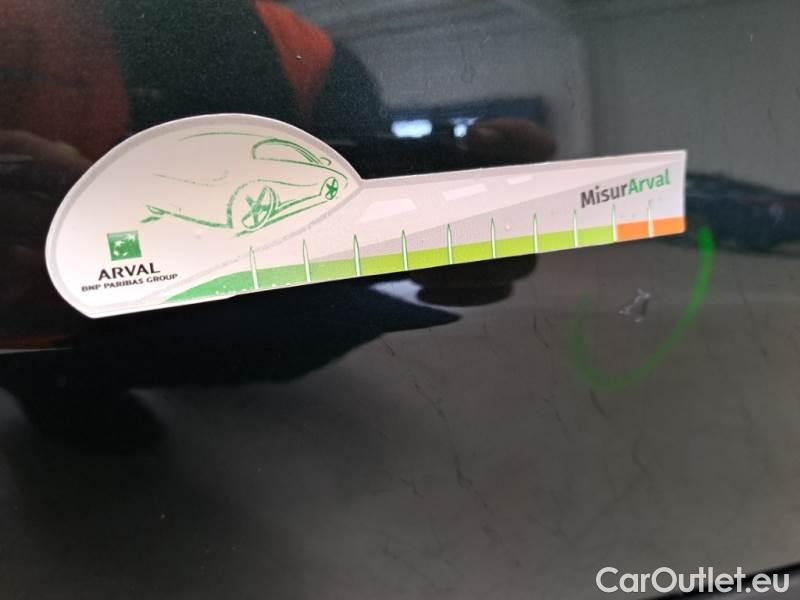 MisurArval
ARVAL
BNP PARIBAS GROUP
CarOutlet.eu